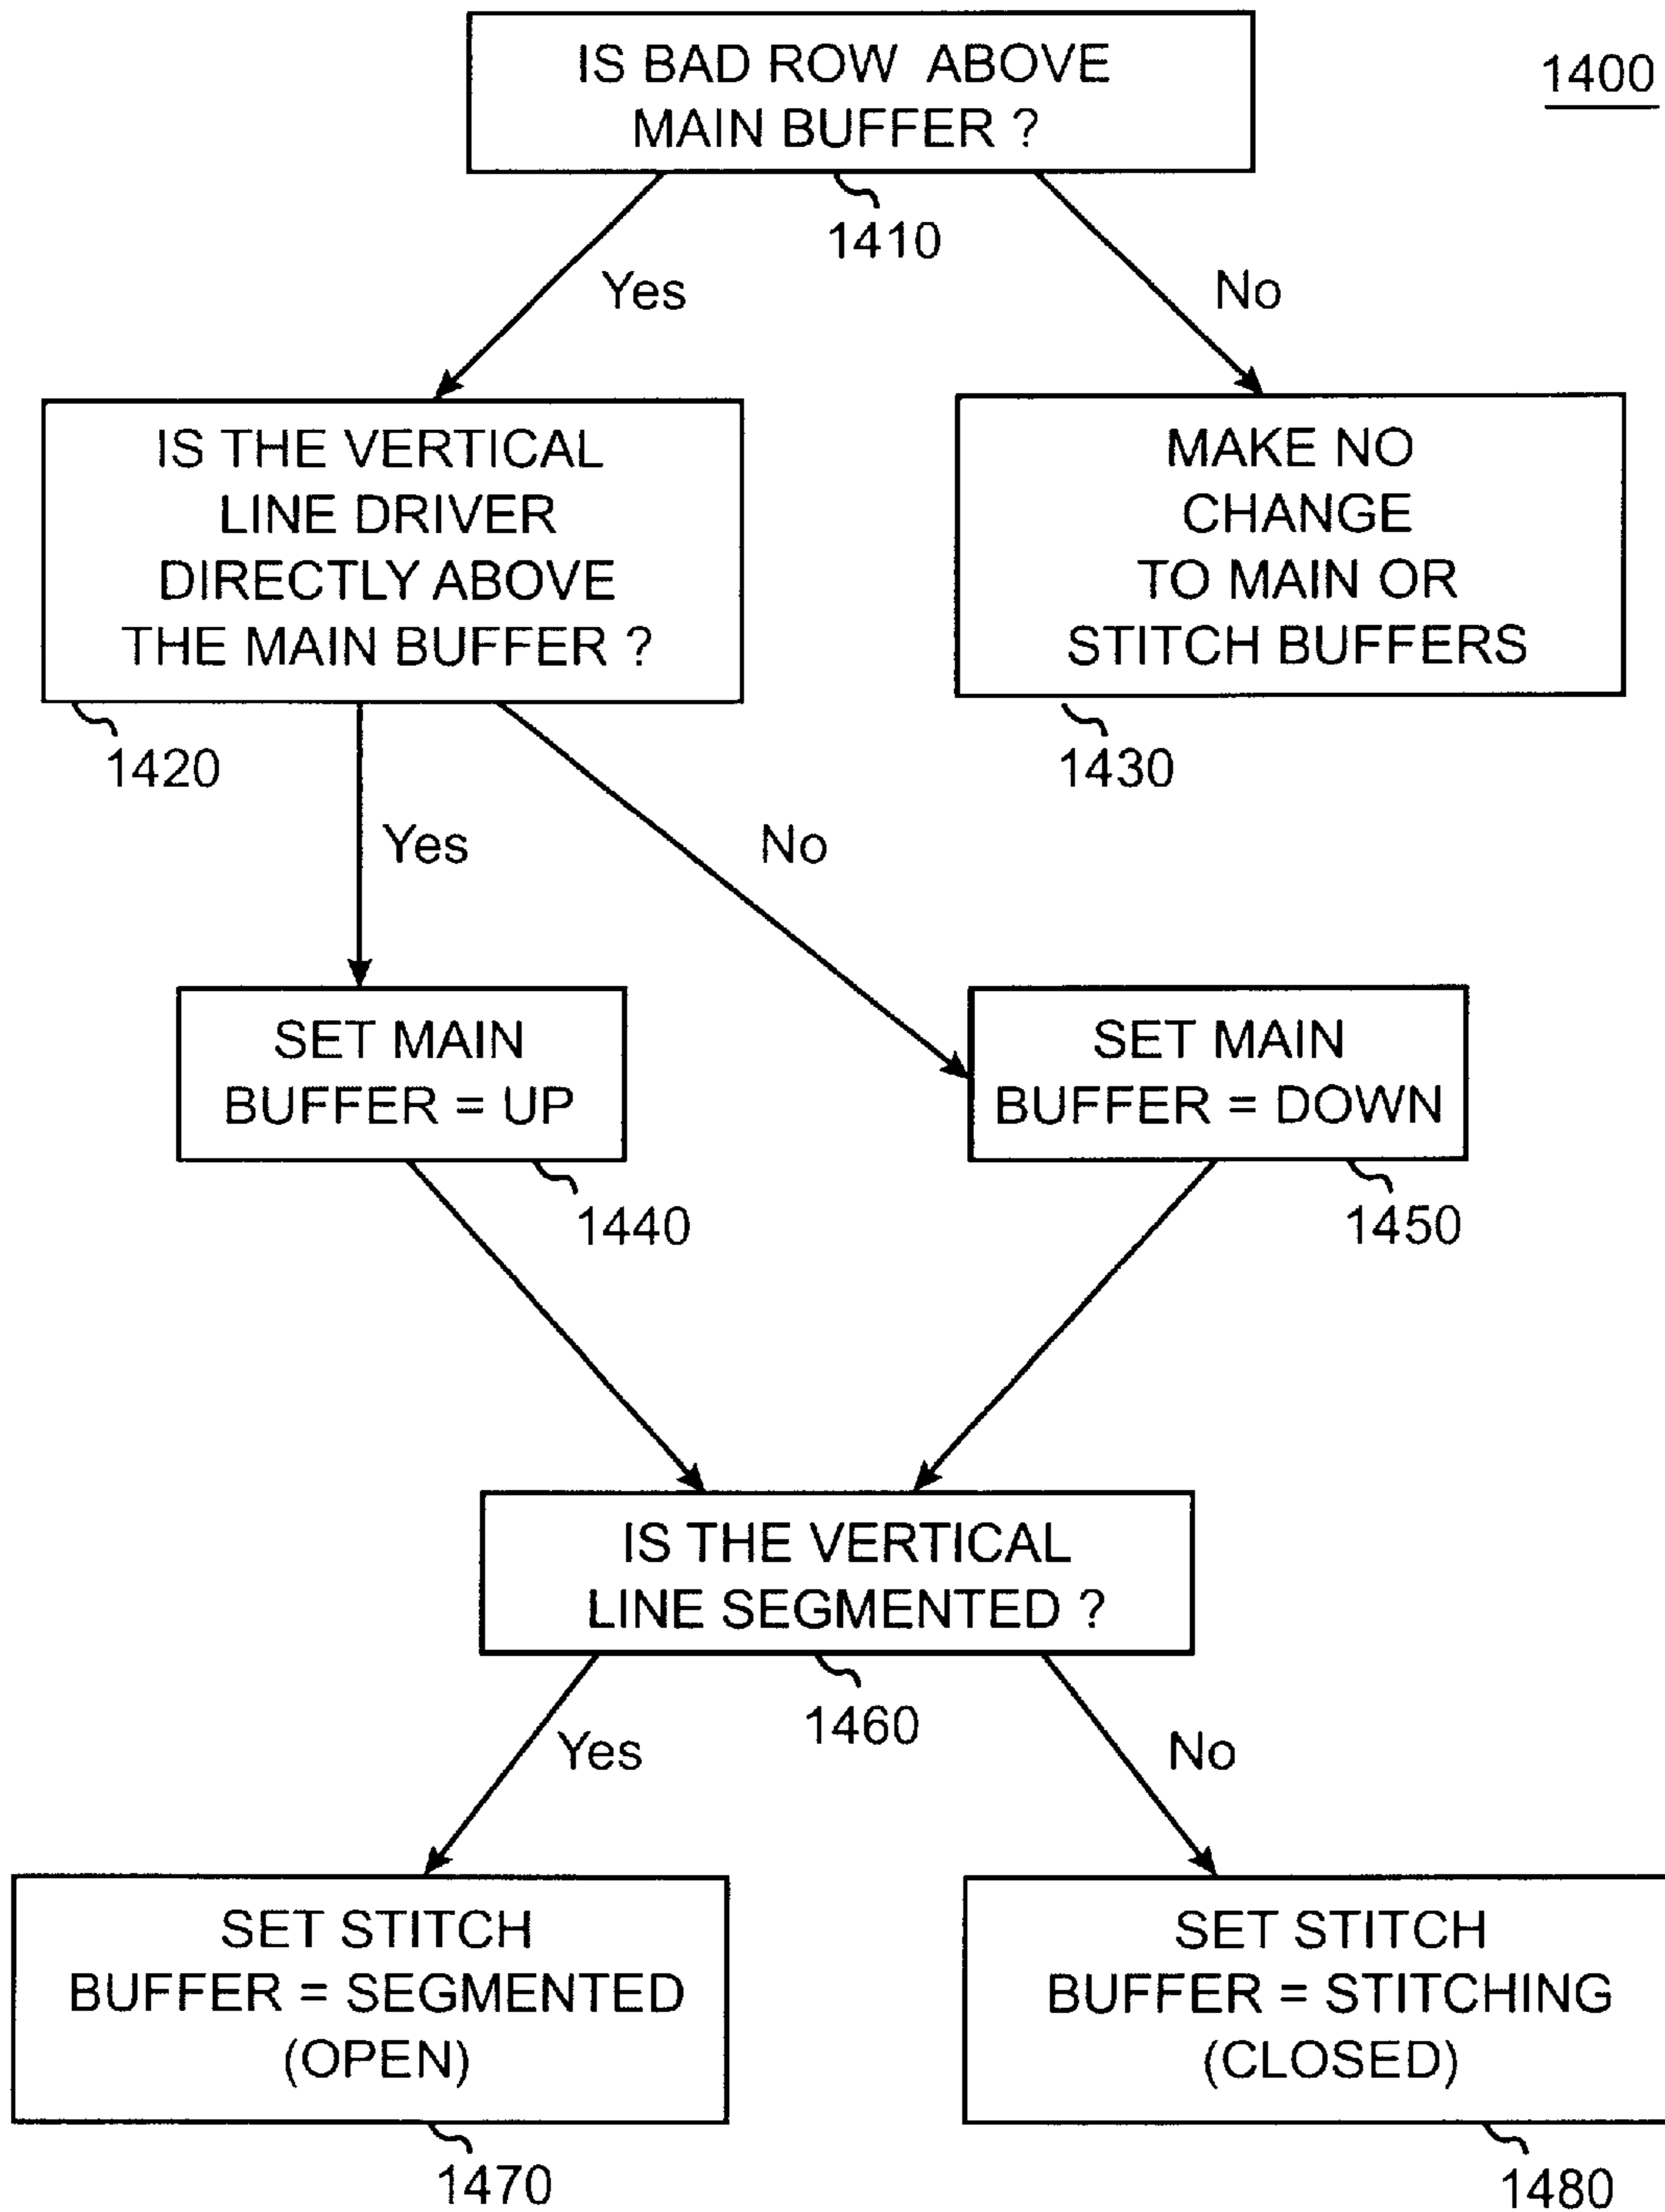 1400
IS BAD ROW ABOVE
MAIN BUFFER ?
1410
Yes
No
IS THE VERTICAL
LINE DRIVER
DIRECTLY ABOVE
THE MAIN BUFFER ?
1420
MAKE NO
CHANGE
TO MAIN OR
STITCH BUFFERS
1430
Yes
No
SET MAIN
BUFFER = UP
1440
SET MAIN
BUFFER = DOWN
1450
IS THE VERTICAL
LINE SEGMENTED ?
1460
Yes
No
SET STITCH
BUFFER = SEGMENTED
(OPEN)
1470
SET STITCH
BUFFER = STITCHING
(CLOSED)
1480